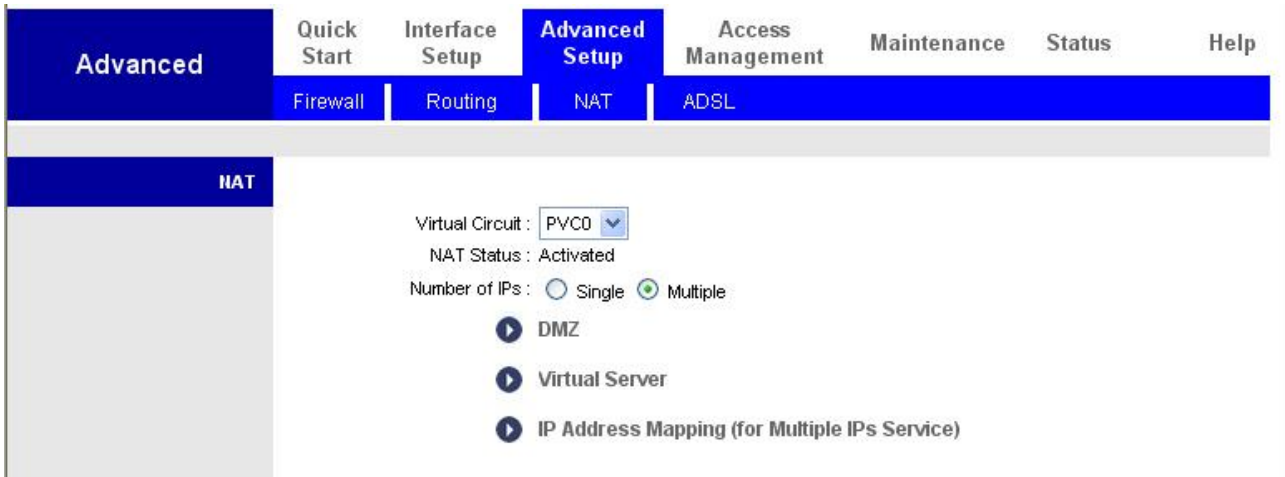 Advanced
Quick Start
Interface Setup
Advanced Setup
Access Management
Maintenance
Status
Help
Firewall
Routing
NAT
ADSL
NAT
Virtual Circuit : PVC0
NAT Status : Activated
Number of IPs : Single Multiple
DMZ
Virtual Server
IP Address Mapping (for Multiple IPs Service)